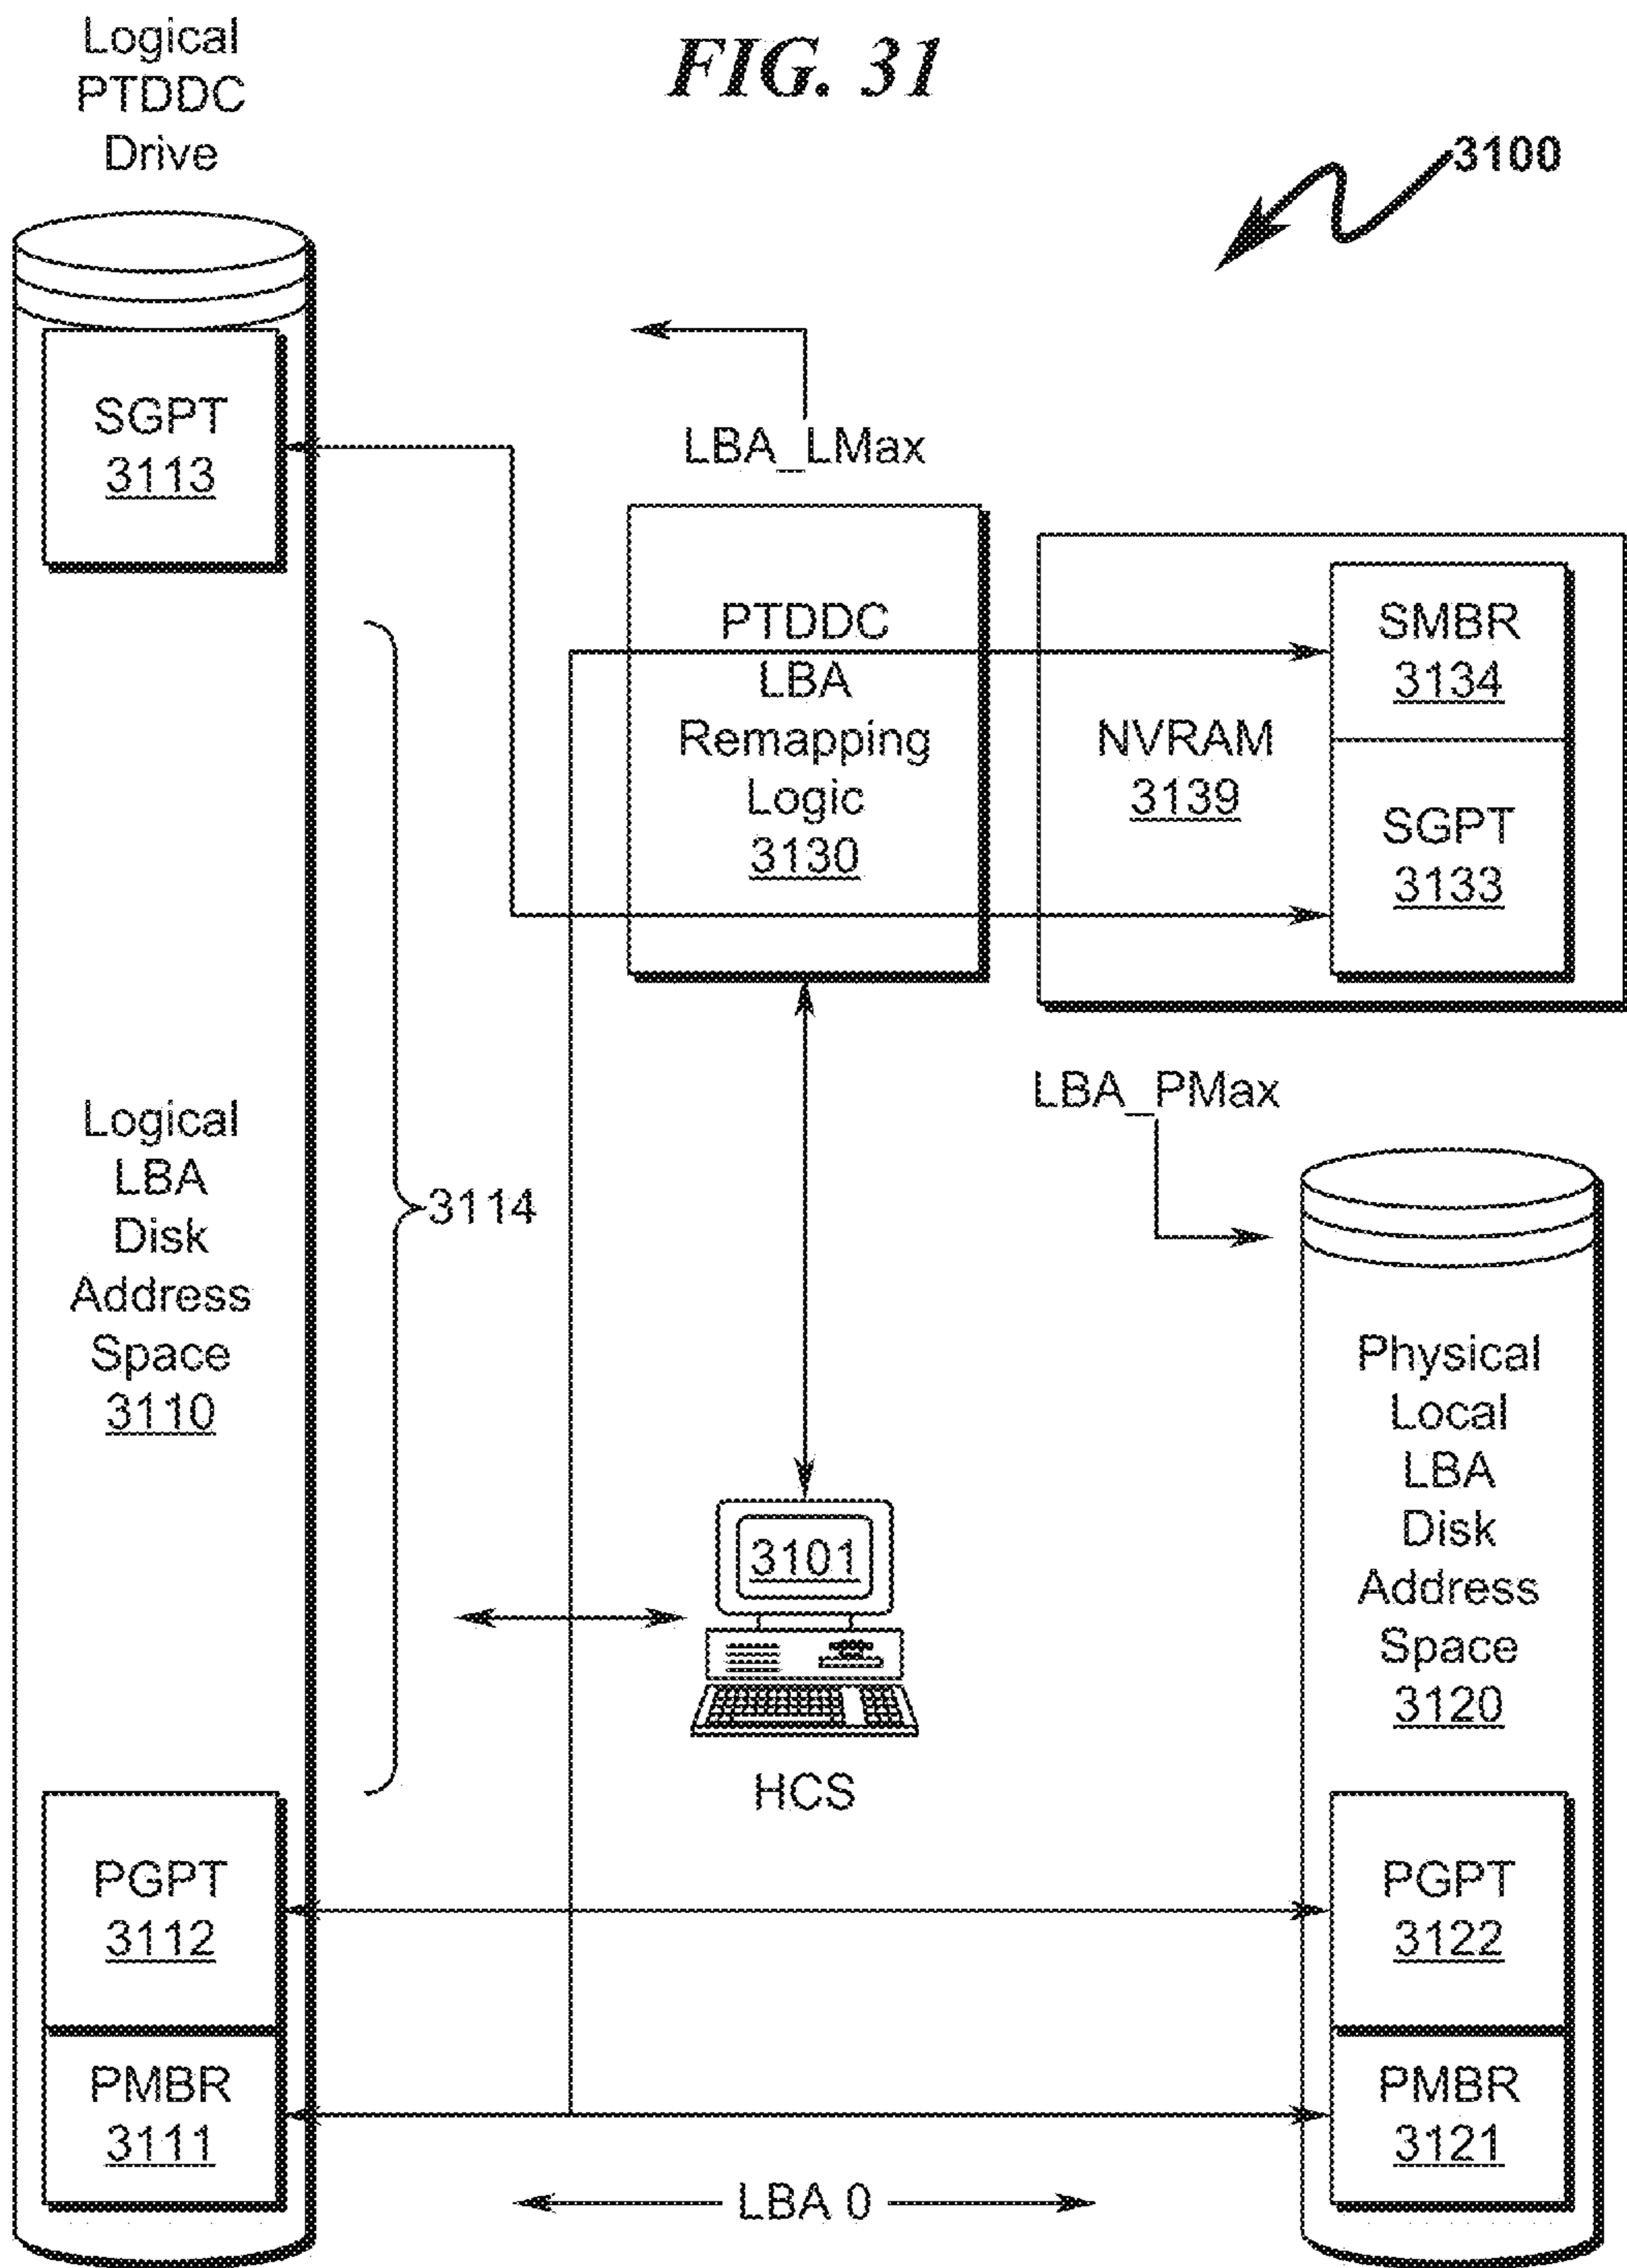 FIG. 31
Logical
PTDDC
Drive
3100
SGPT
3113
LBA_LMax
PTDDC
LBA
Remapping
Logic
3130
NVRAM
3139
SMBR
3134
SGPT
3133
3114
Logical
LBA
Disk
Address
Space
3110
LBA_PMax
Physical
Local
LBA
Disk
Address
Space
3120
3101
HCS
PGPT
3112
PGPT
3122
PMBR
3111
PMBR
3121
LBA 0